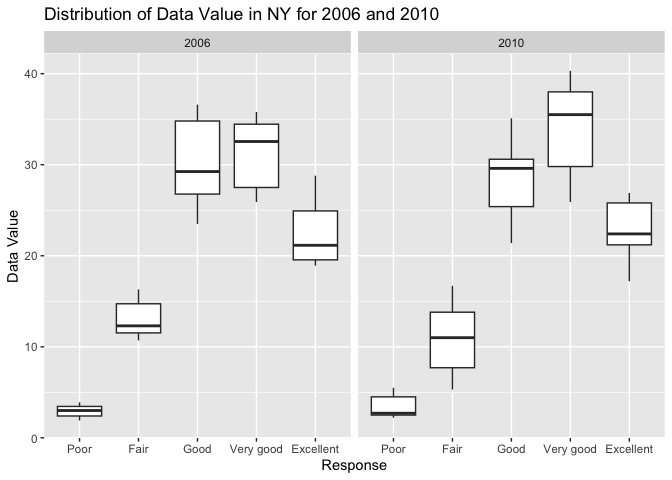 Distribution of Data Value in NY for 2006 and 2010
2006 2010
Data Value
40
30
20
10
0
Poor Fair Good Very good Excellent Poor Fair Good Very good Excellent
Response